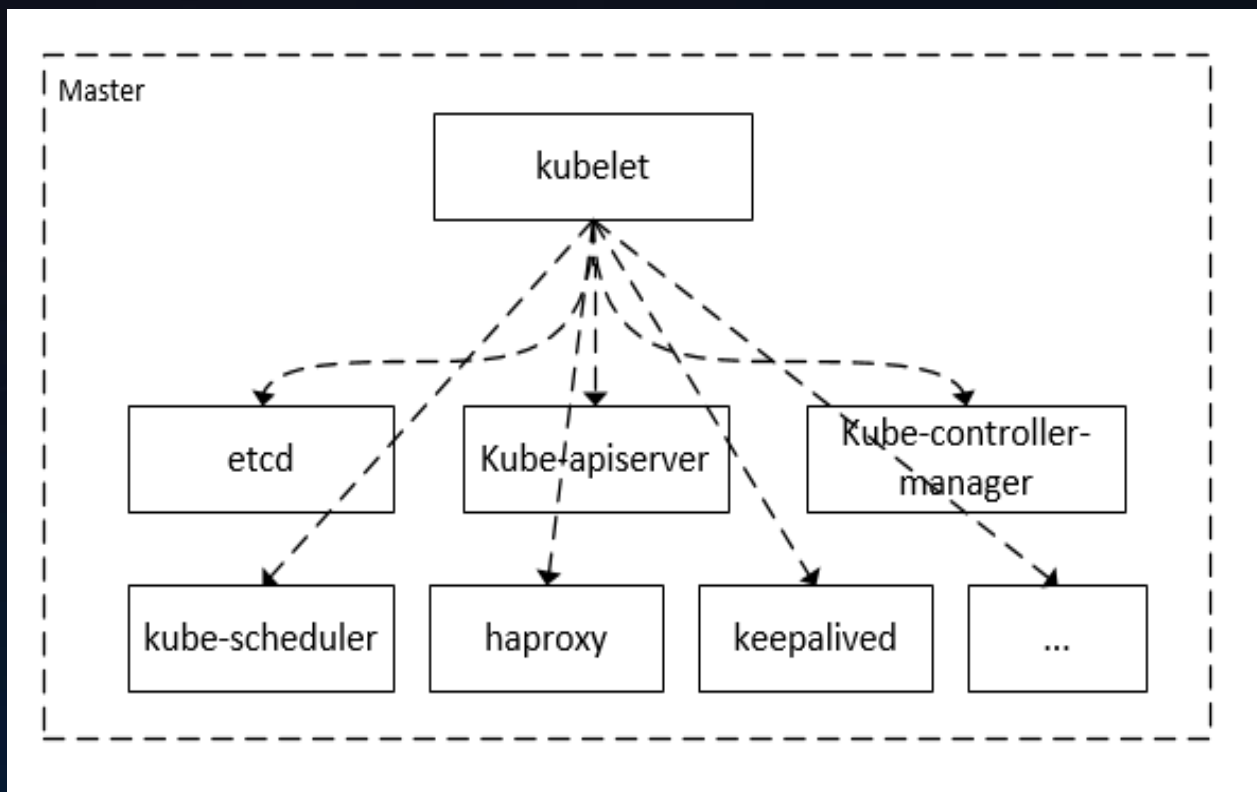 Master
kubelet
etcd
Kube-apiserver
Kube-controller-
manager
kube-scheduler
haproxy
keepalived
...